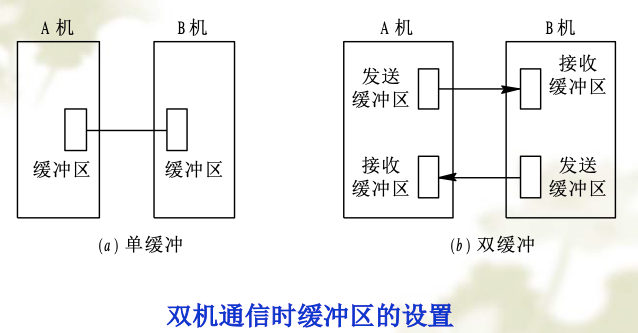 A 机 B 机
缓冲区 缓冲区
(a) 单缓冲
A 机 B 机
发送
缓冲区
接收
缓冲区
接收
缓冲区
发送
缓冲区
(b) 双缓冲
双机通信时缓冲区的设置